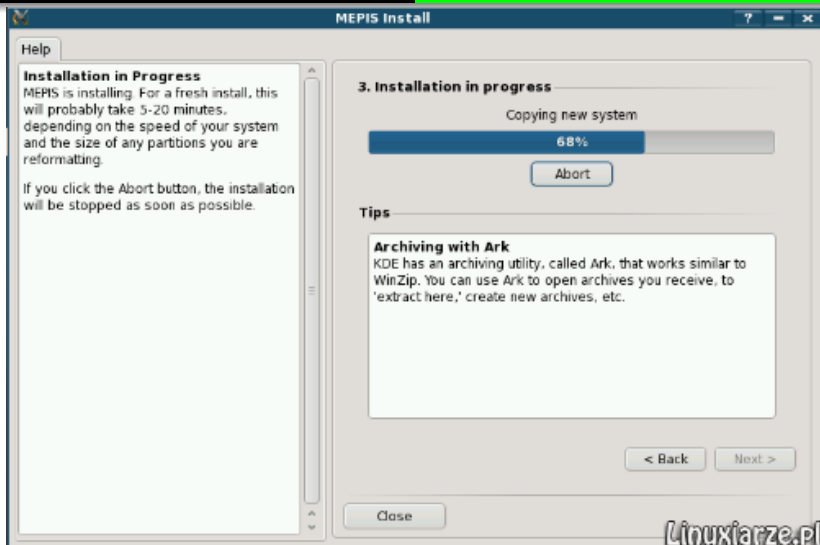 MEPIS Install
Help
Installation in Progress
MEPIS is installing. For a fresh install, this
will probably take 5-20 minutes,
depending on the speed of your system
and the size of any partitions you are
reformatting.
If you click the Abort button, the installation
will be stopped as soon as possible.
3. Installation in progress
Copying new system
68%
Abort
Tips
Archiving with Ark
KDE has an archiving utility, called Ark, that works similar to
WinZip. You can use Ark to open archives you receive, to
'extract here,' create new archives, etc.
< Back
Next >
Close
Linuxiarze.pl